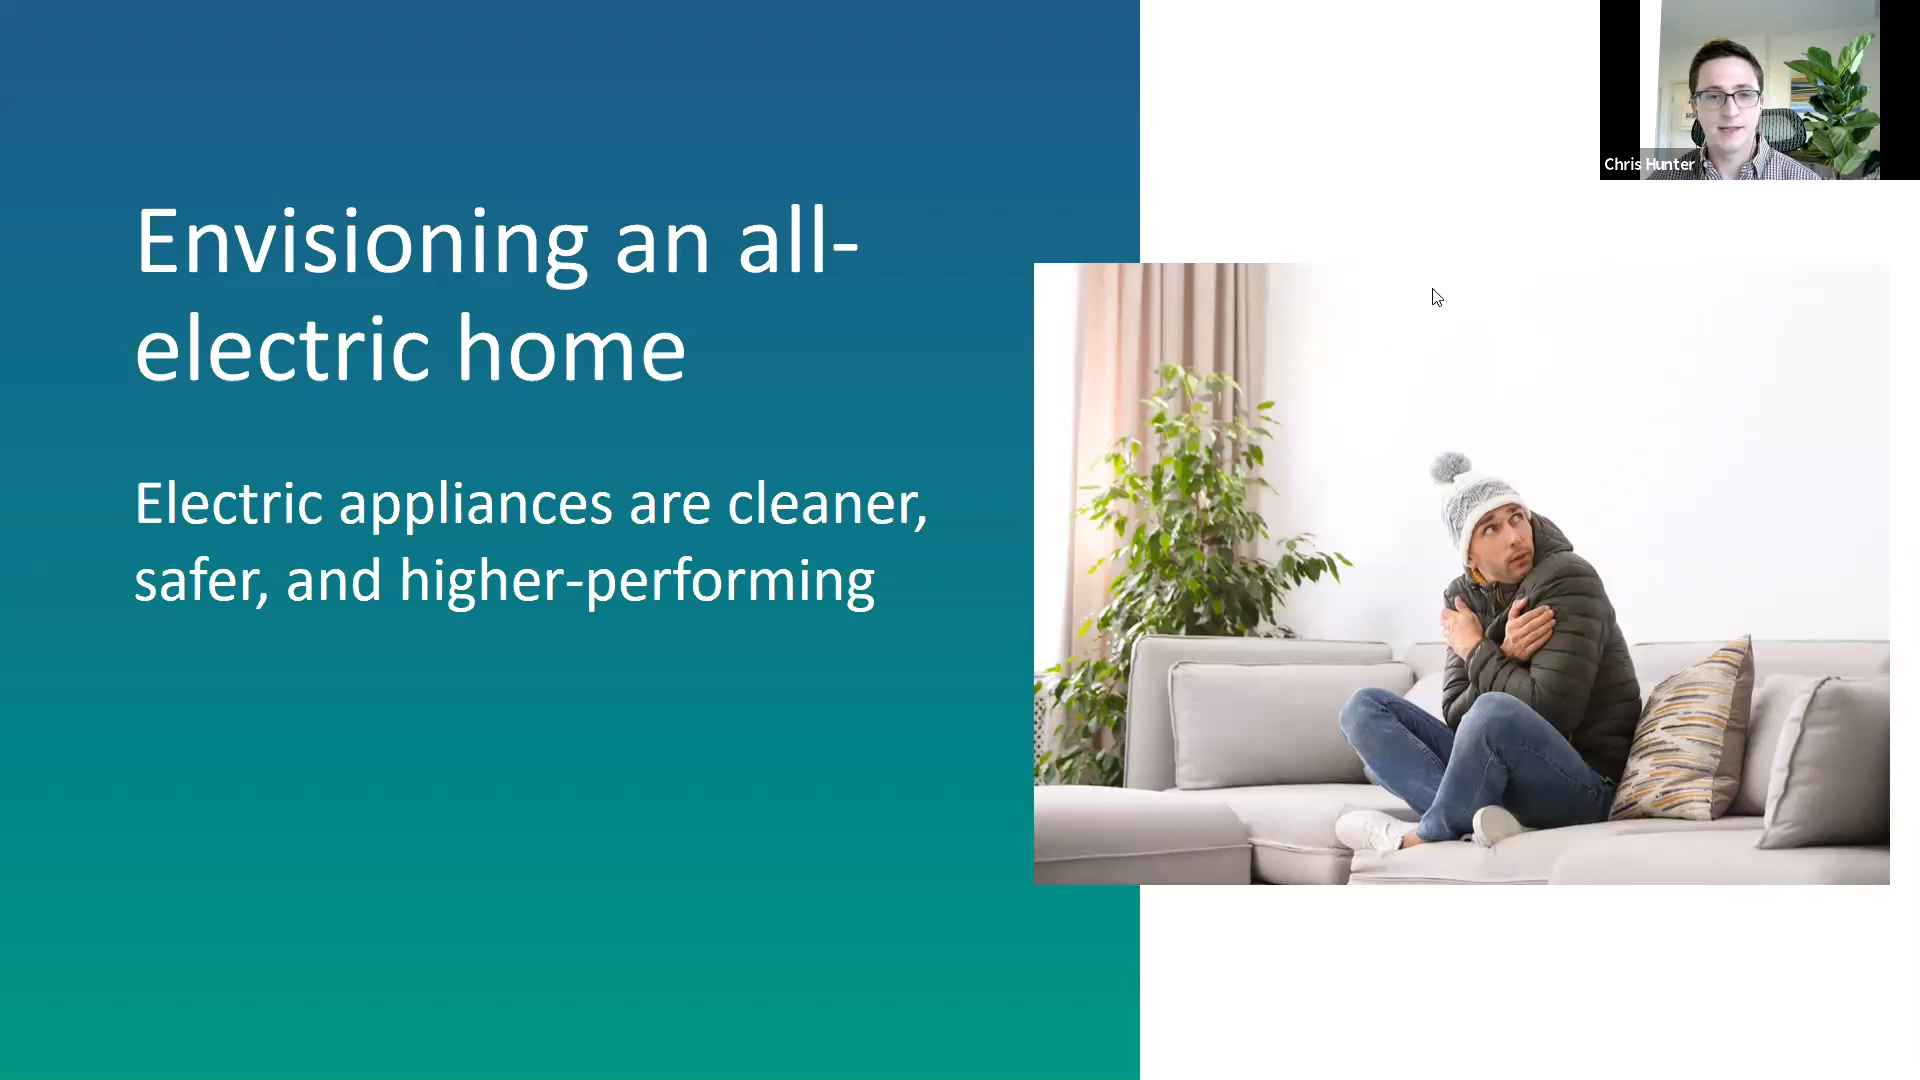 Envisioning an all-
electric home
Electric appliances are cleaner,
safer, and higher-performing
Chris Hunter